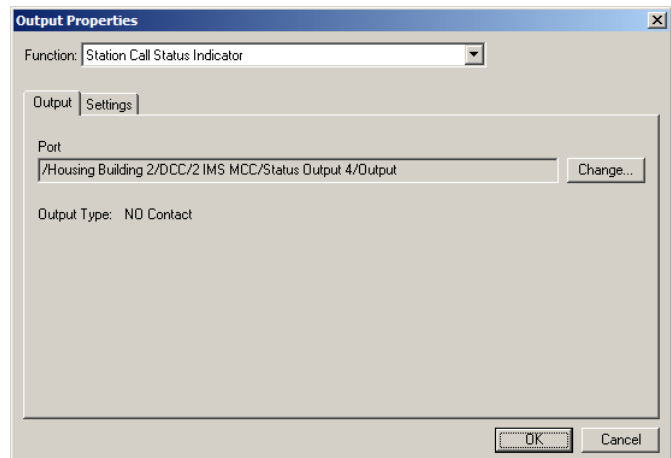 Output Properties
Function: Station Call Status Indicator
Output Settings
Port
/Housing Building 2/DCC/2 IMS MCC/Status Output 4/Output Change...
Output Type: NO Contact
OK Cancel